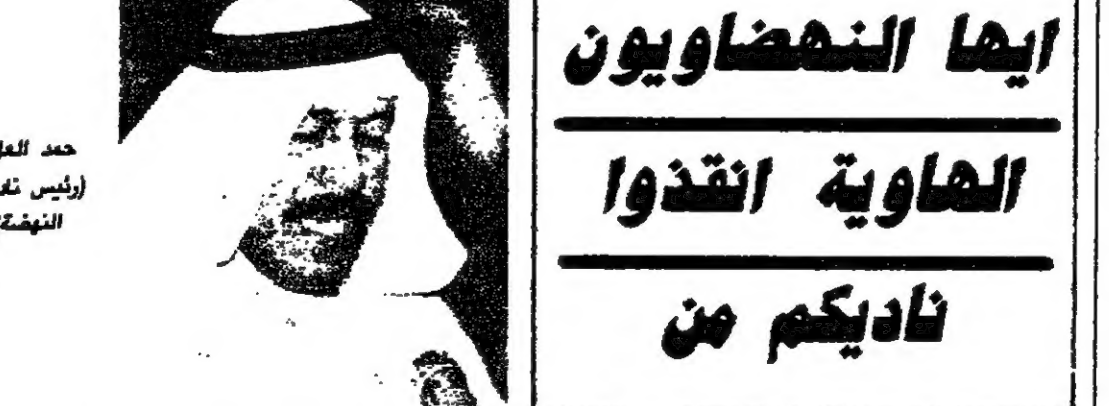 ايها النهضاويون
الهاوية انقذوا
ناديكم من
حمد
(رئيس
النهضة